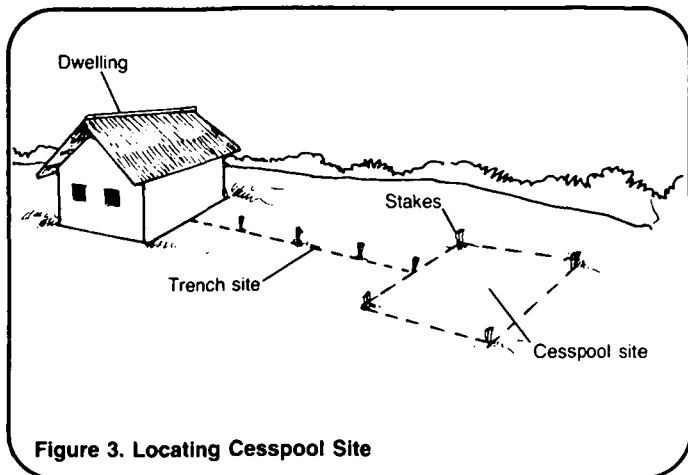 Dwelling
Stakes
Trench site
Cesspool site
Figure 3. Locating Cesspool Site